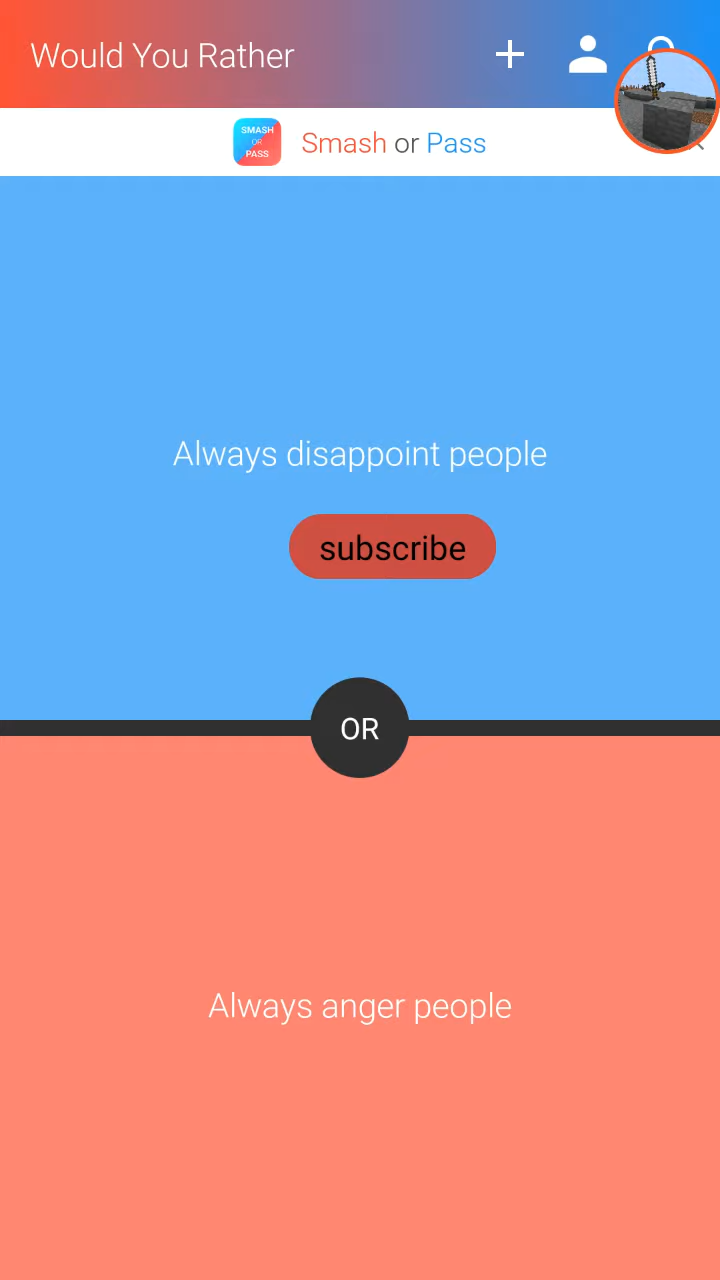 Would You Rather
SMASH
OR
PASS
Smash or Pass
Always disappoint people
subscribe
OR
Always anger people